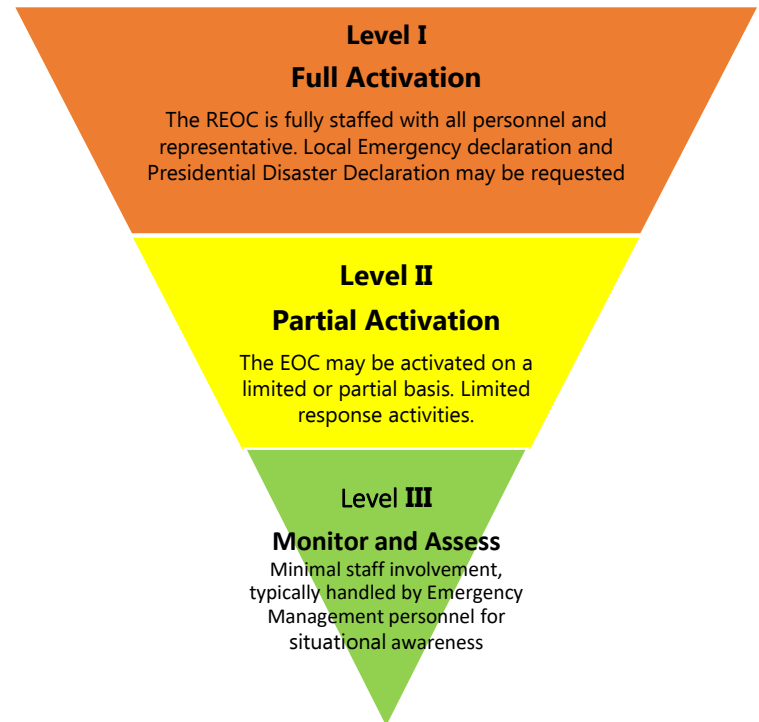 Level I
Full Activation
The REOC is fully staffed with all personnel and
representative. Local Emergency declaration and
Presidential Disaster Declaration may be requested
Level II
Partial Activation
The EOC may be activated on a
limited or partial basis. Limited
response activities.
Level III
Monitor and Assess
Minimal staff involvement,
typically handled by Emergency
Management personnel for
situational awareness